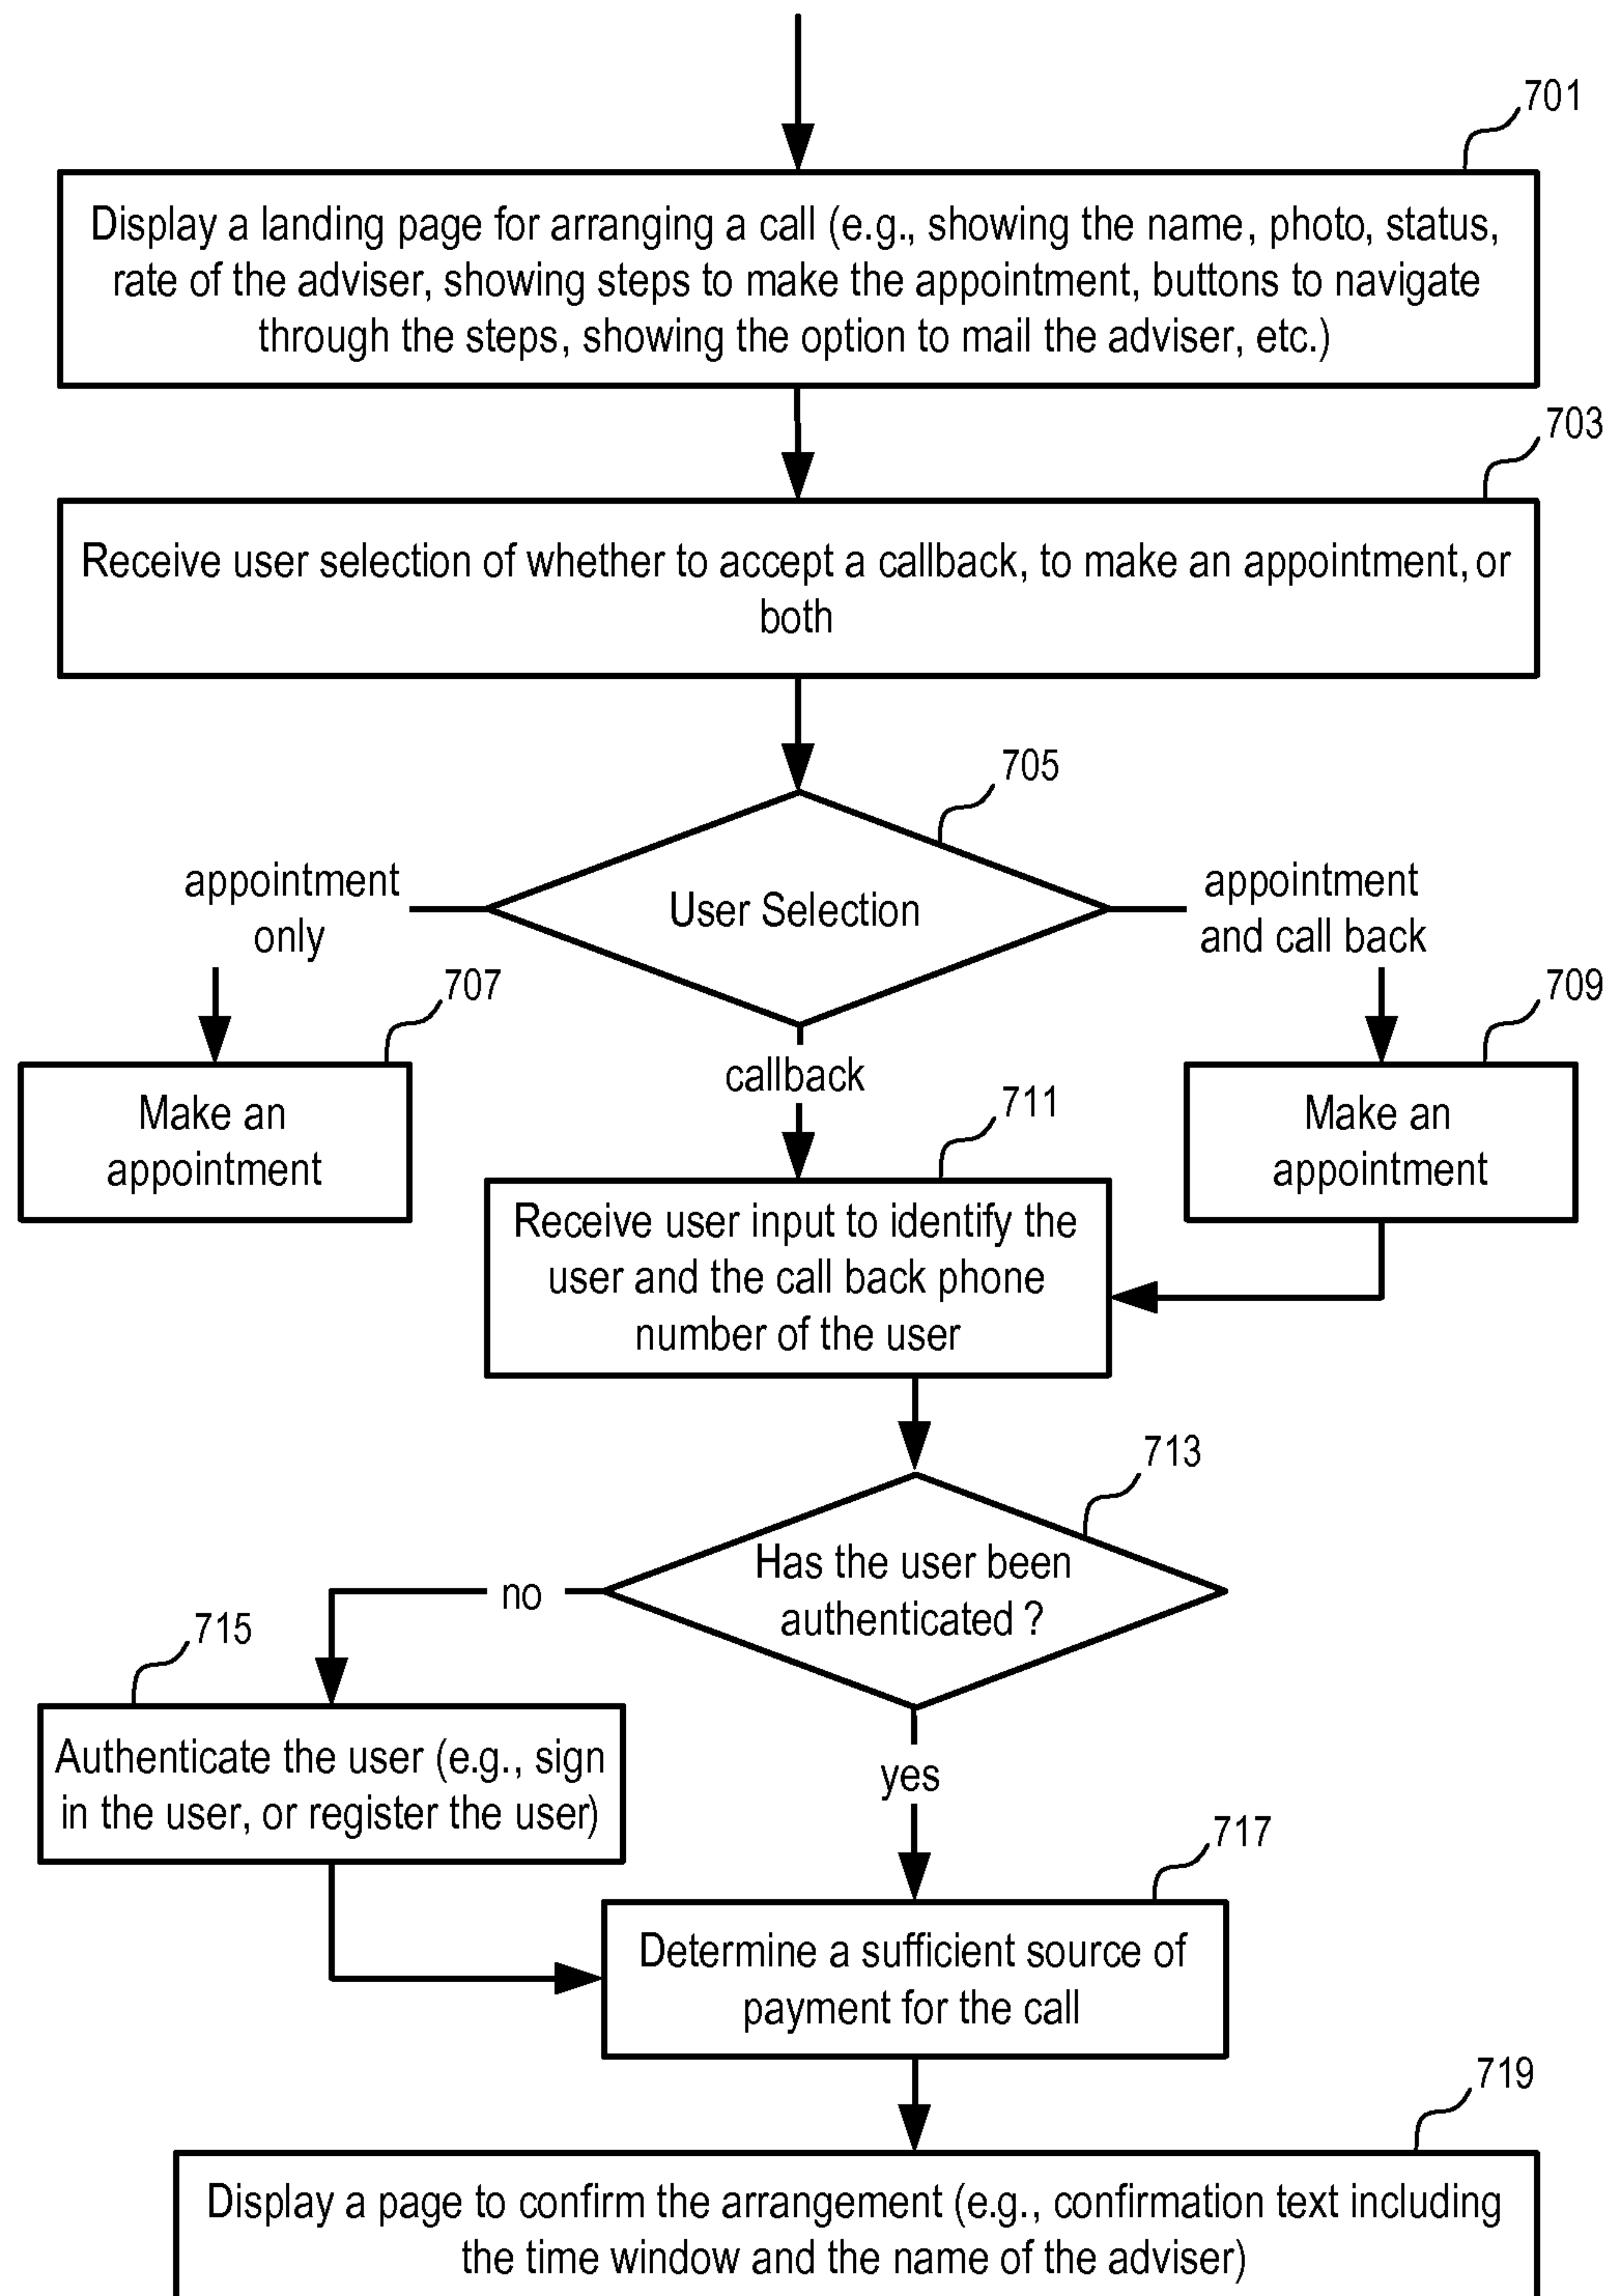 701
Display a landing page for arranging a call (e.g., showing the name, photo, status,
rate of the adviser, showing steps to make the appointment, buttons to navigate
through the steps, showing the option to mail the adviser, etc.)
703
Receive user selection of whether to accept a callback, to make an appointment, or
both
705
User Selection
appointment
only
appointment
and call back
callback
707
Make an
appointment
709
Make an
appointment
711
Receive user input to identify the
user and the call back phone
number of the user
713
Has the user been
authenticated ?
no
yes
715
Authenticate the user (e.g., sign
in the user, or register the user)
717
Determine a sufficient source of
payment for the call
719
Display a page to confirm the arrangement (e.g., confirmation text including
the time window and the name of the adviser)